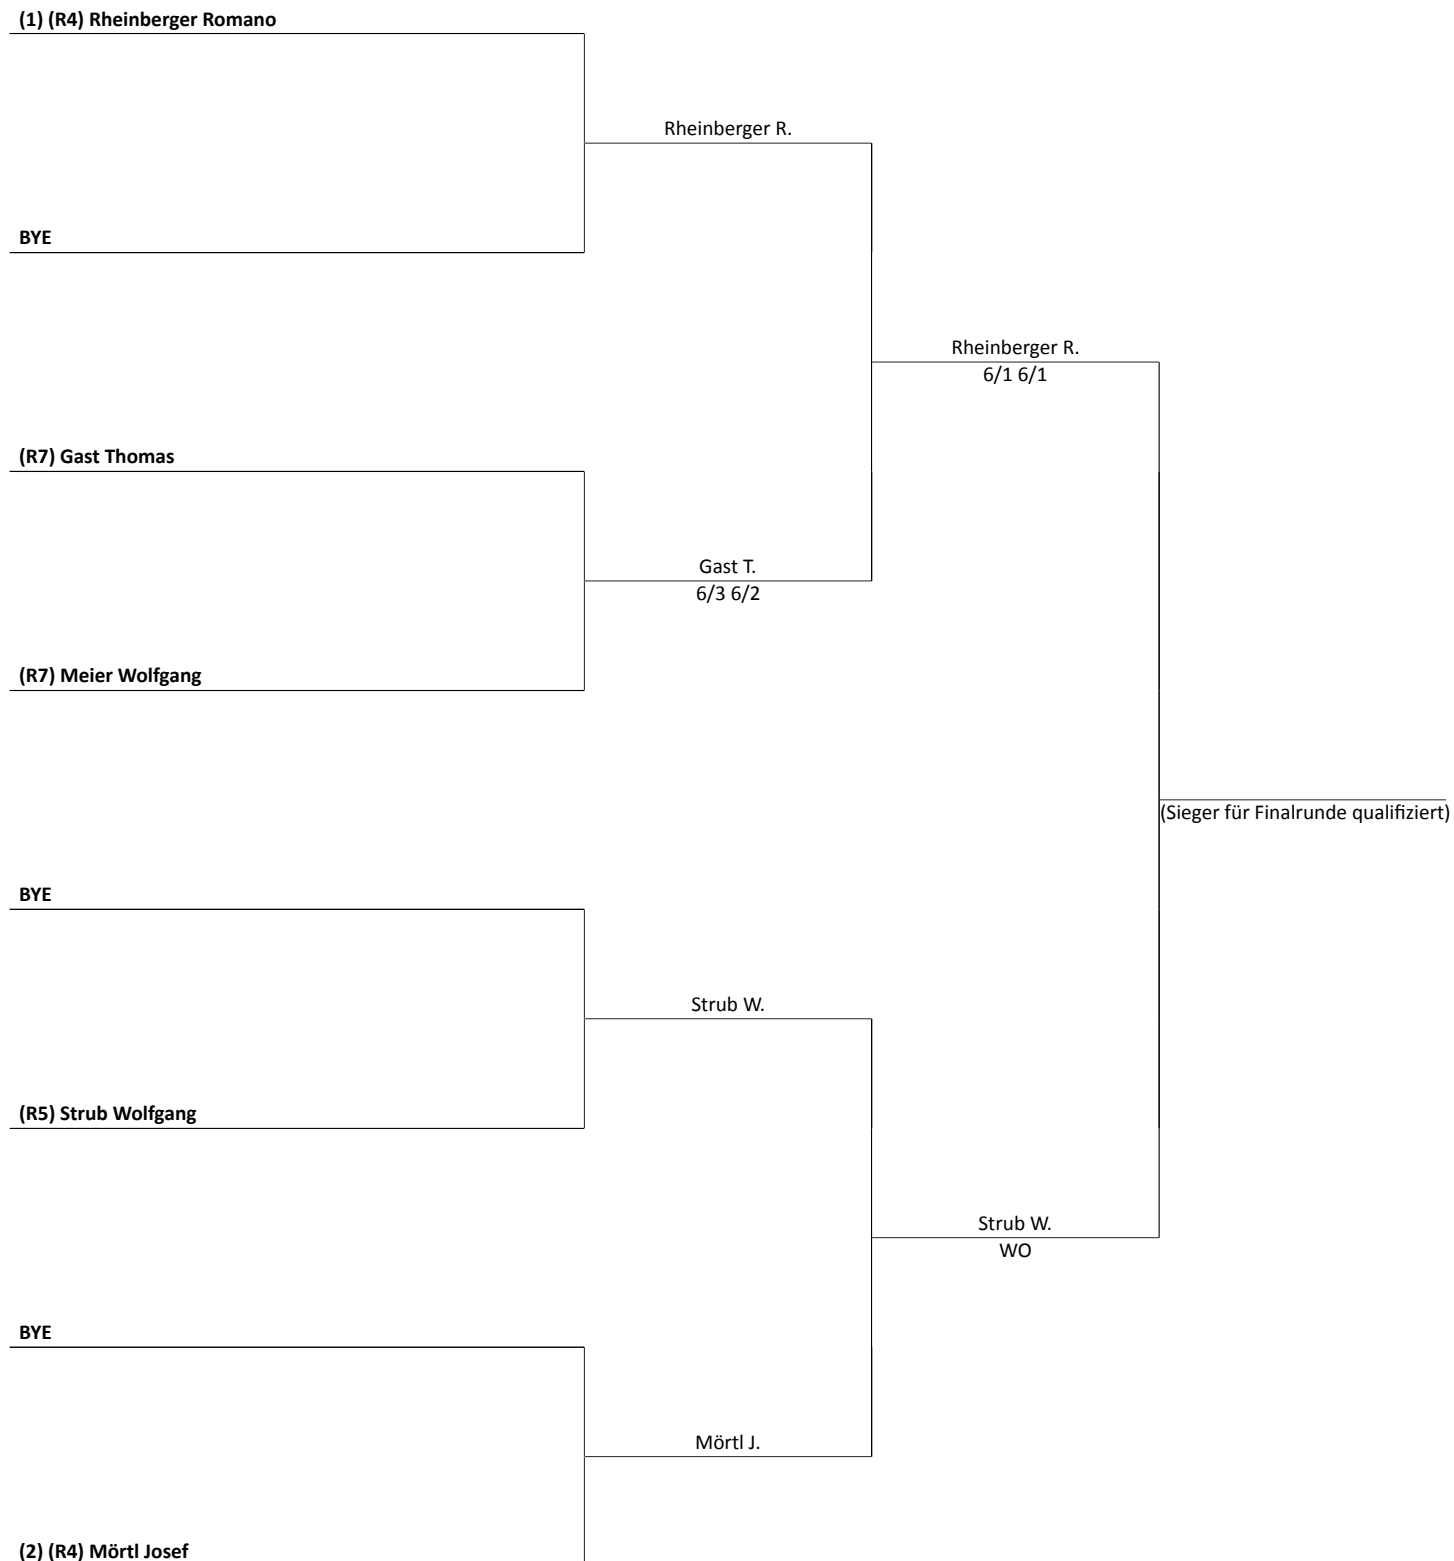 (1) (R4) Rheinberger Romano
Rheinberger R.
BYE
Rheinberger R.
6/1 6/1
(R7) Gast Thomas
Gast T.
6/3 6/2
(R7) Meier Wolfgang
(Sieger für Finalrunde qualifiziert)
BYE
Strub W.
(R5) Strub Wolfgang
Strub W.
WO
BYE
Mörtl J.
(2) (R4) Mörtl Josef